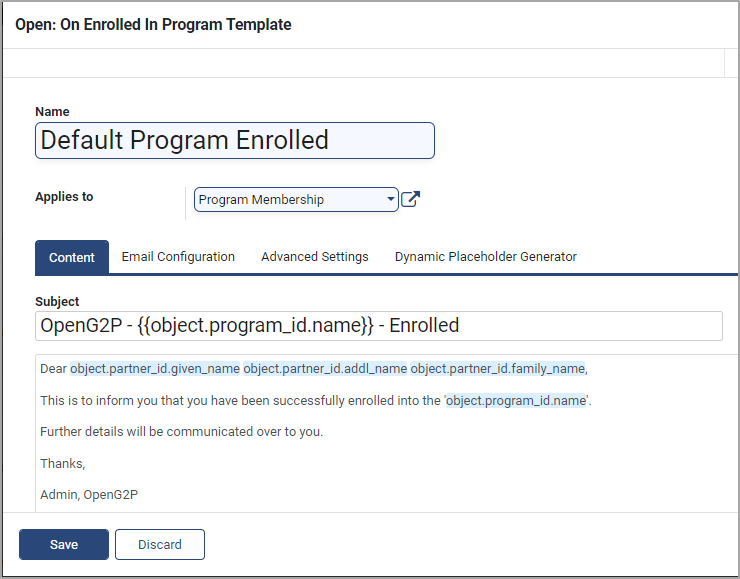 Open: On Enrolled In Program Template
Name
Default Program Enrolled
Applies to
Program Membership
Content Email Configuration Advanced Settings Dynamic Placeholder Generator
Subject
OpenG2P - {{object.program_id.name}} - Enrolled
Dear object.partner_id.given_name object.partner_id.addl_name object.partner_id.family_name,
This is to inform you that you have been successfully enrolled into the 'object.program_id.name'.
Further details will be communicated over to you.
Thanks,
Admin, OpenG2P
Save Discard